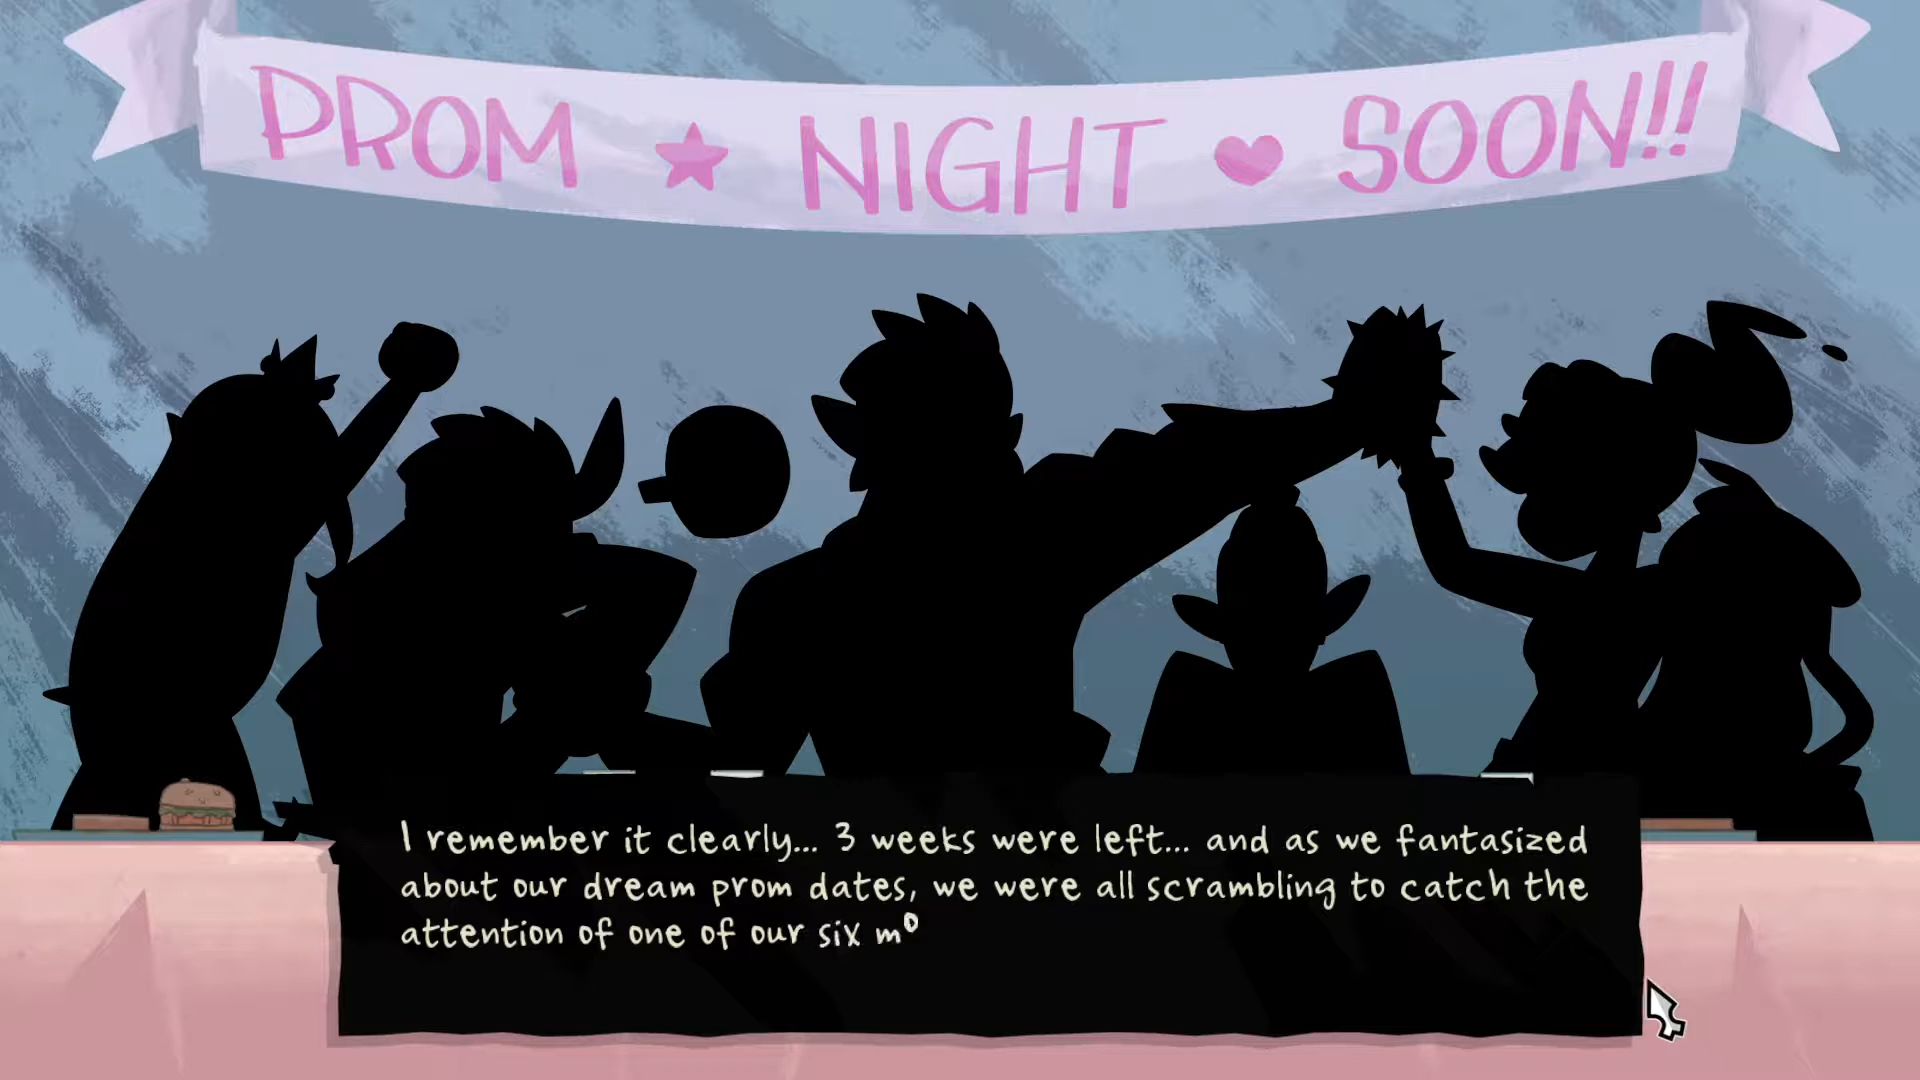 PROM ★ NIGHT ♥ SOON!!
I remember it clearly... 3 weeks were left... and as we fantasized
about our dream prom dates, we were all scrambling to catch the
attention of one of our six mo